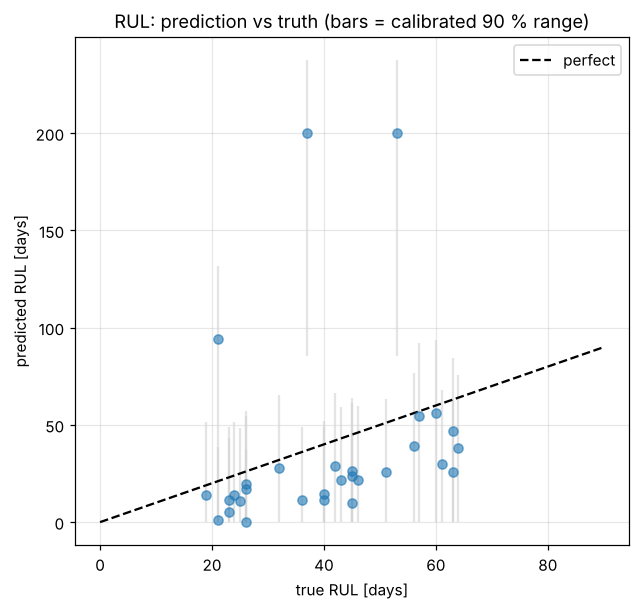 RUL: prediction vs truth (bars = calibrated 90 % range)
perfect
200
150
100
50
0
predicted RUL [days]
0 20 40 60 80
true RUL [days]